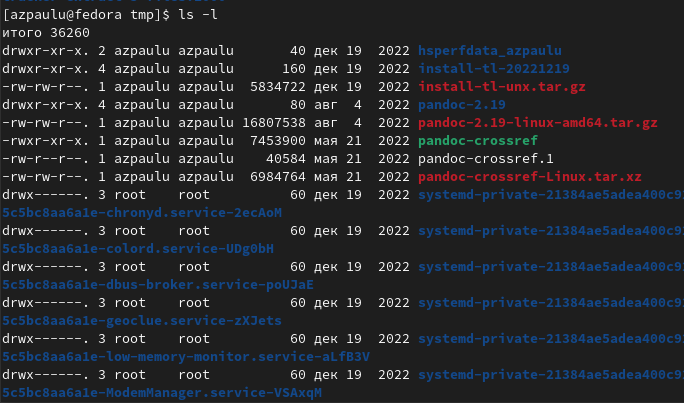 [azpaulu@fedora tmp]$ ls -l
итого 36260
drwxr-xr-x. 2 azpaulu azpaulu       40 дек 19  2022 hsperfdata_azpaulu
drwxr-xr-x. 4 azpaulu azpaulu      160 дек 19  2022 install-tl-20221219
-rw-rw-r--. 1 azpaulu azpaulu  5834722 дек 19  2022 install-tl-unx.tar.gz
drwxr-xr-x. 4 azpaulu azpaulu       80 авг  4  2022 pandoc-2.19
-rw-rw-r--. 1 azpaulu azpaulu 16807538 авг  4  2022 pandoc-2.19-linux-amd64.tar.gz
-rwxr-xr-x. 1 azpaulu azpaulu  7453900 мая 21  2022 pandoc-crossref
-rw-r--r--. 1 azpaulu azpaulu    40584 мая 21  2022 pandoc-crossref.1
-rw-rw-r--. 1 azpaulu azpaulu  6984764 мая 21  2022 pandoc-crossref-Linux.tar.xz
drwx------. 3 root    root          60 дек 19  2022 systemd-private-21384ae5adea400c9
5c5bc8aa6a1e-chronyd.service-2ecAoM
drwx------. 3 root    root          60 дек 19  2022 systemd-private-21384ae5adea400c9
5c5bc8aa6a1e-colord.service-UDg0bH
drwx------. 3 root    root          60 дек 19  2022 systemd-private-21384ae5adea400c9
5c5bc8aa6a1e-dbus-broker.service-poUJaE
drwx------. 3 root    root          60 дек 19  2022 systemd-private-21384ae5adea400c9
5c5bc8aa6a1e-geoclue.service-zXJets
drwx------. 3 root    root          60 дек 19  2022 systemd-private-21384ae5adea400c9
5c5bc8aa6a1e-low-memory-monitor.service-aLfB3V
drwx------. 3 root    root          60 дек 19  2022 systemd-private-21384ae5adea400c9
5c5bc8aa6a1e-ModemManager.service-VSAxqM